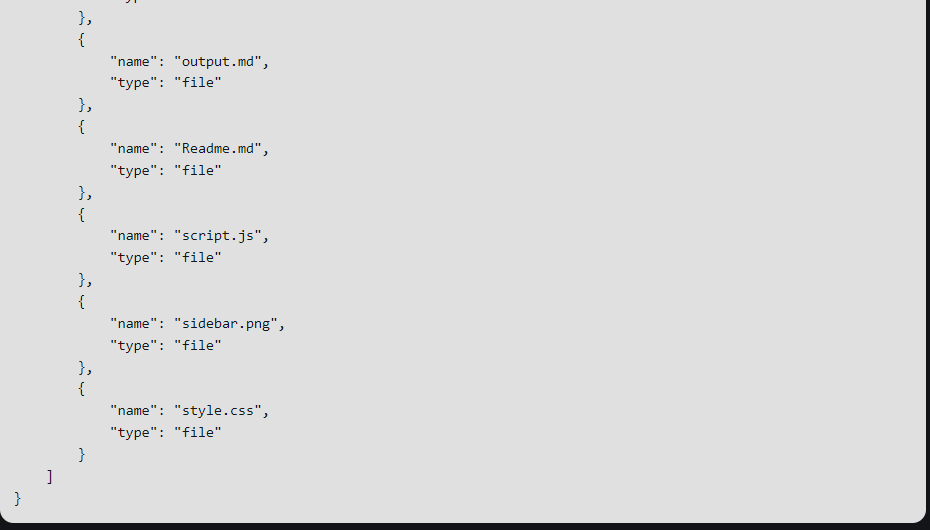 },
        {
            "name": "output.md",
            "type": "file"
        },
        {
            "name": "Readme.md",
            "type": "file"
        },
        {
            "name": "script.js",
            "type": "file"
        },
        {
            "name": "sidebar.png",
            "type": "file"
        },
        {
            "name": "style.css",
            "type": "file"
        }
    ]
}